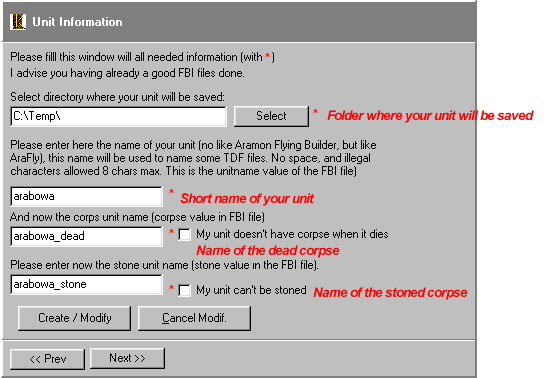 Unit Information
Please filll this window will all needed information (with *)
I advise you having already a good FBI files done.
Select directory where your unit will be saved:
C:\Temp\ Select * Folder where your unit will be saved
Please enter here the name of your unit (no like Aramon Flying Builder, but like
AraFly), this name will be used to name some TDF files. No space, and illegal
characters allowed 8 chars max. This is the unitname value of the FBI file)
arabowa * Short name of your unit
And now the corps unit name (corpse value in FBI file)
arabowa_dead * My unit doesn't have corpse when it dies
Name of the dead corpse
Please enter now the stone unit name (stone value in the FBI file).
arabowa_stone * My unit can't be stoned Name of the stoned corpse
Create / Modify Cancel Modif.
<< Prev Next >>